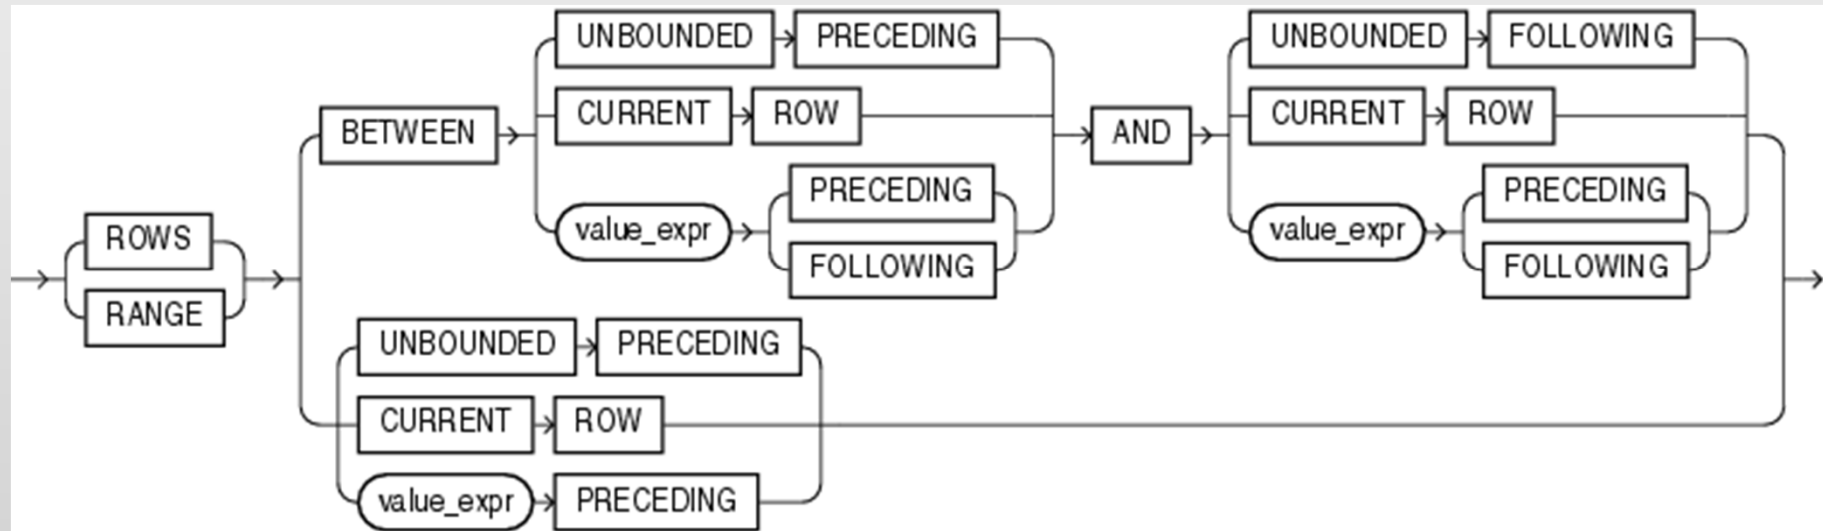 UNBOUNDED PRECEDING UNBOUNDED FOLLOWING
CURRENT ROW CURRENT ROW
BETWEEN AND
PRECEDING PRECEDING
value_expr value_expr
FOLLOWING FOLLOWING
ROWS
RANGE
UNBOUNDED PRECEDING
CURRENT ROW
value_expr PRECEDING